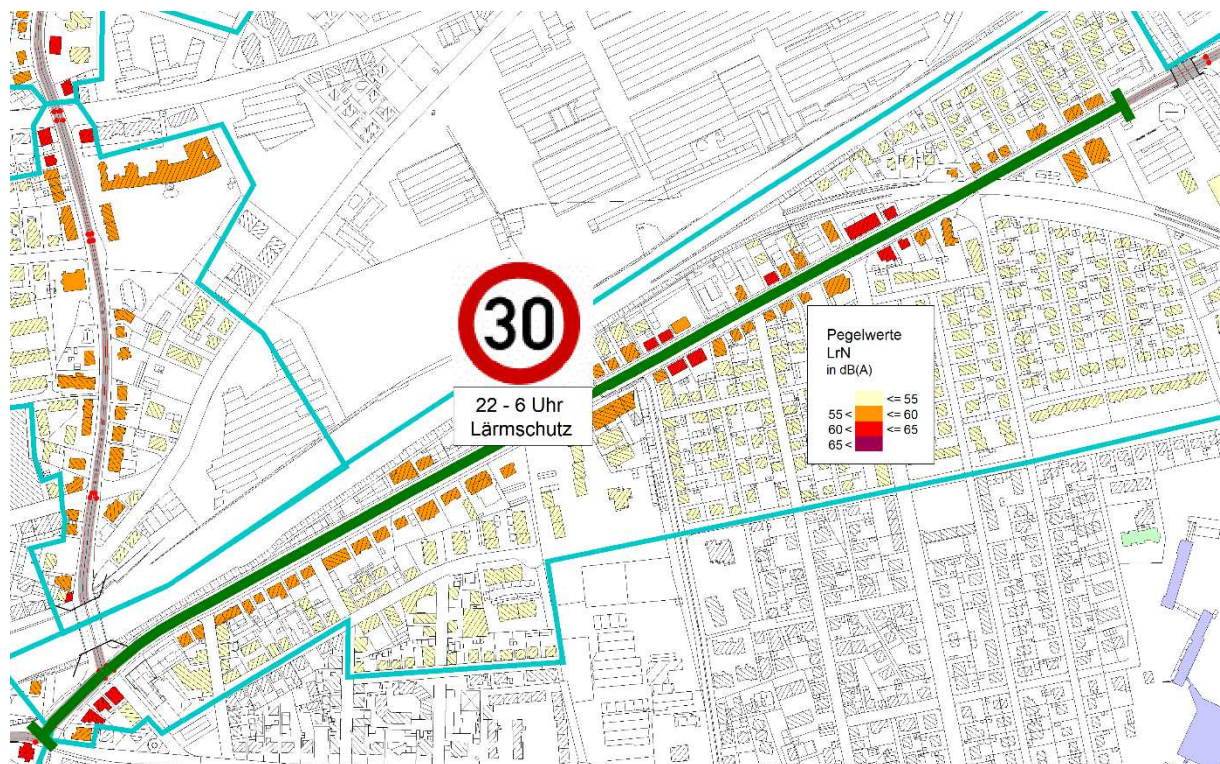 30
22 - 6 Uhr
Lärmschutz
Pegelwerte
LrN
in dB(A)
<= 55
55 < <= 60
60 < <= 65
65 <